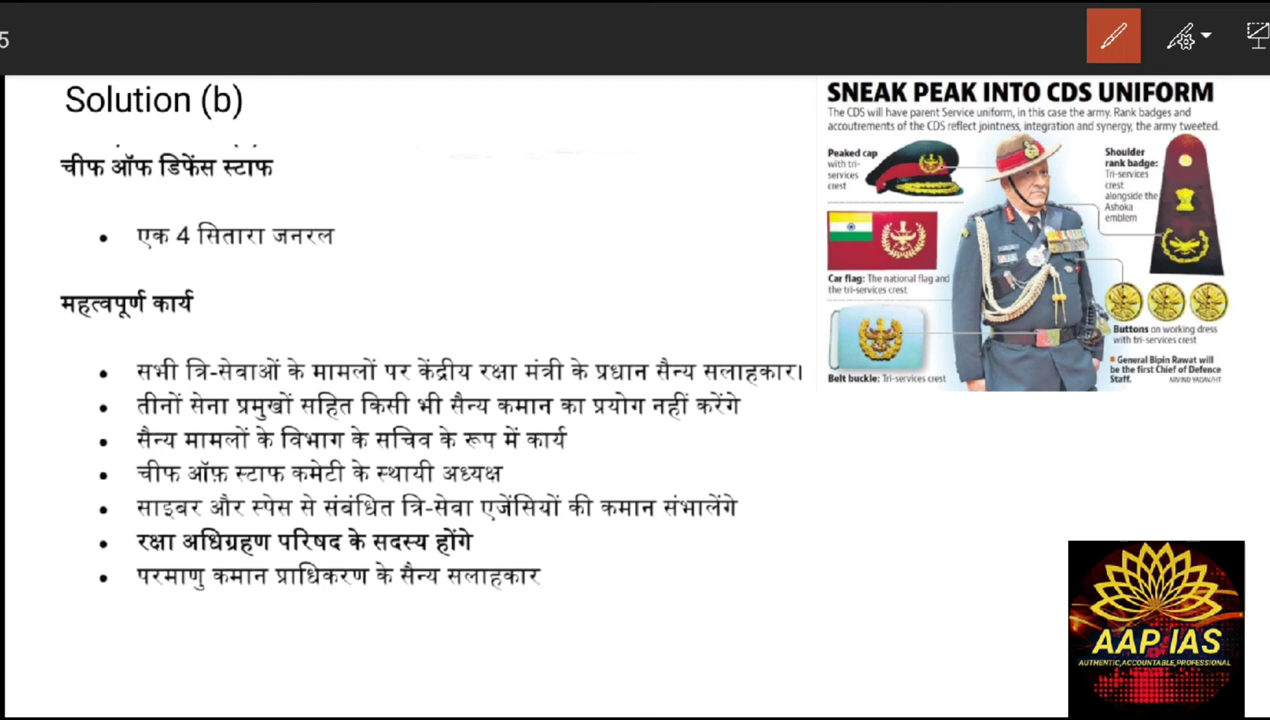 5
Solution (b)
चीफ ऑफ डिफेंस स्टाफ
• एक 4 सितारा जनरल
महत्वपूर्ण कार्य
• सभी त्रि-सेवाओं के मामलों पर केंद्रीय रक्षा मंत्री के प्रधान सैन्य सलाहकार।
• तीनों सेना प्रमुखों सहित किसी भी सैन्य कमान का प्रयोग नहीं करेंगे
• सैन्य मामलों के विभाग के सचिव के रूप में कार्य
• चीफ ऑफ़ स्टाफ कमेटी के स्थायी अध्यक्ष
• साइबर और स्पेस से संबंधित त्रि-सेवा एजेंसियों की कमान संभालेंगे
• रक्षा अधिग्रहण परिषद के सदस्य होंगे
• परमाणु कमान प्राधिकरण के सैन्य सलाहकार
SNEAK PEAK INTO CDS UNIFORM
The CDS will have parent Service uniform, in this case the army. Rank badges and
accoutrements of the CDS reflect jointness, integration and synergy, the army tweeted.
Peaked cap
with tri-
services
crest
Shoulder
rank badge:
Tri-services
crest
alongside the
Ashoka
emblem
Car flag: The national flag and
the tri-services crest
Buttons on working dress
with tri-services crest
Belt buckle: Tri-services crest
General Bipin Rawat will
be the first Chief of Defence
Staff.
ARVIND YADAV/HT
AAP IAS
AUTHENTIC,ACCOUNTABLE,PROFESSIONAL